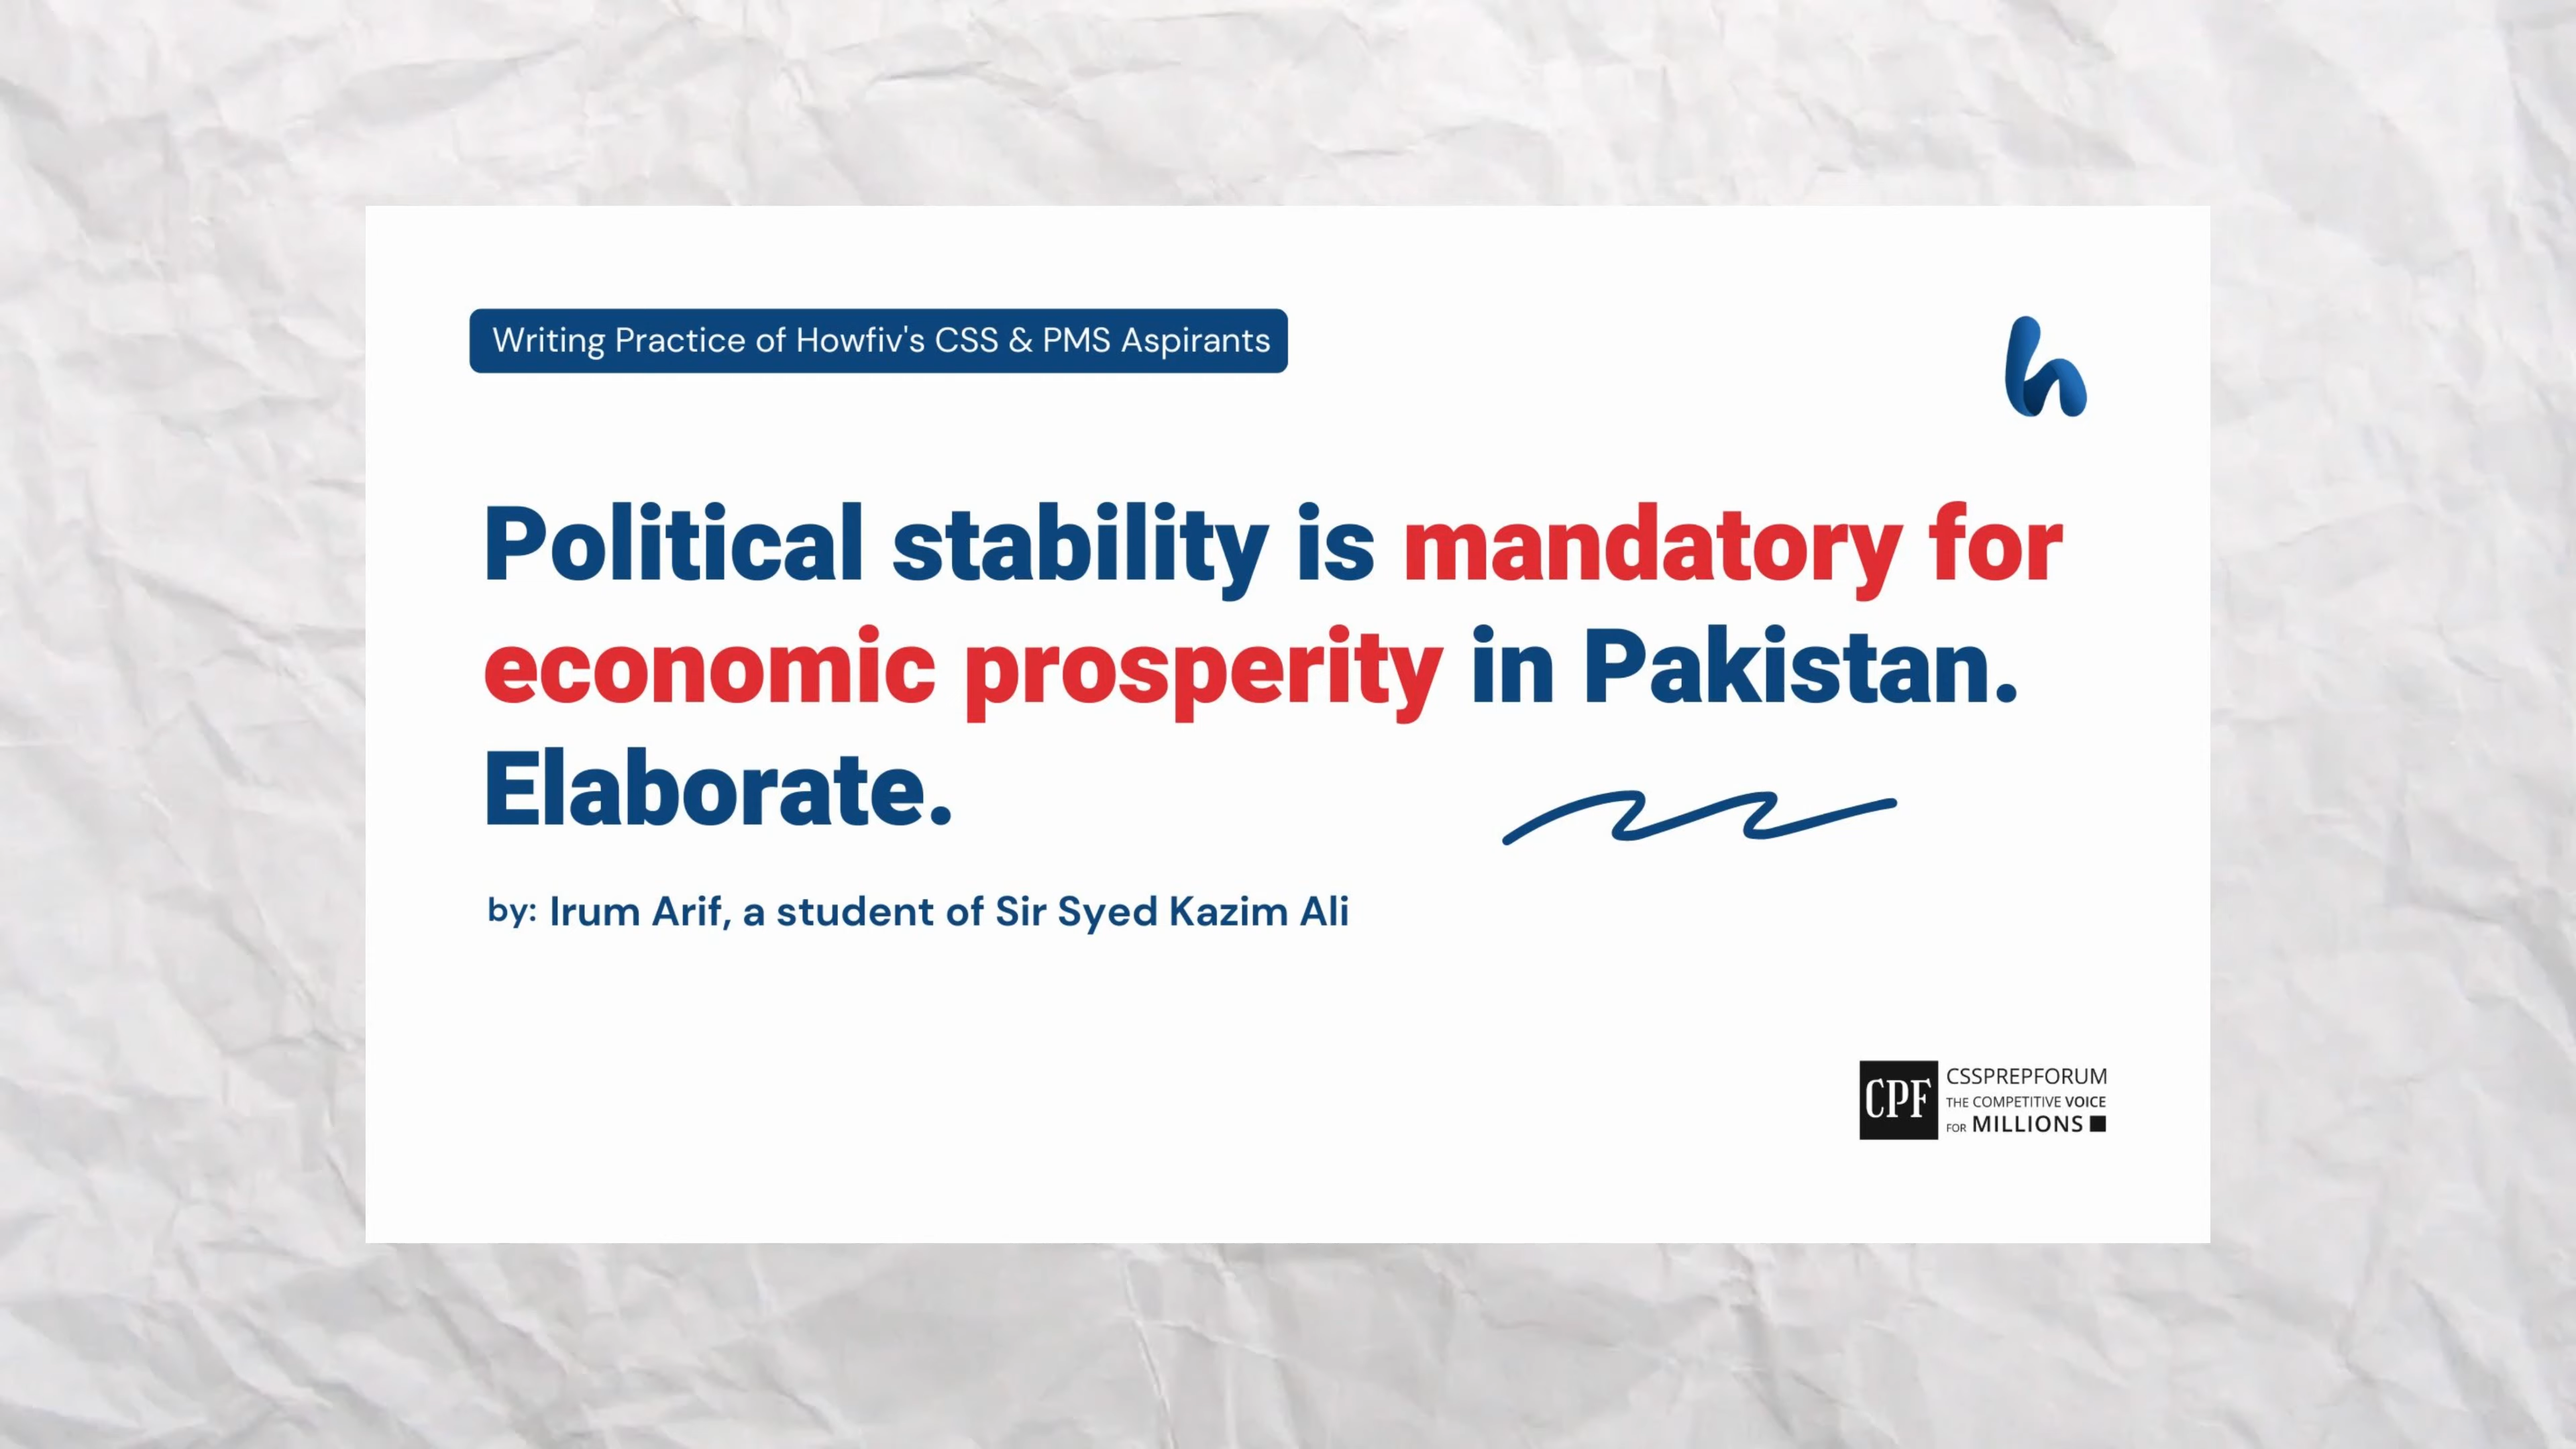 Writing Practice of Howfiv's CSS & PMS Aspirants
Political stability is mandatory for
economic prosperity in Pakistan.
Elaborate.
by: Irum Arif, a student of Sir Syed Kazim Ali
CPF
CSSPREPFORUM
THE COMPETITIVE VOICE
FOR MILLIONS